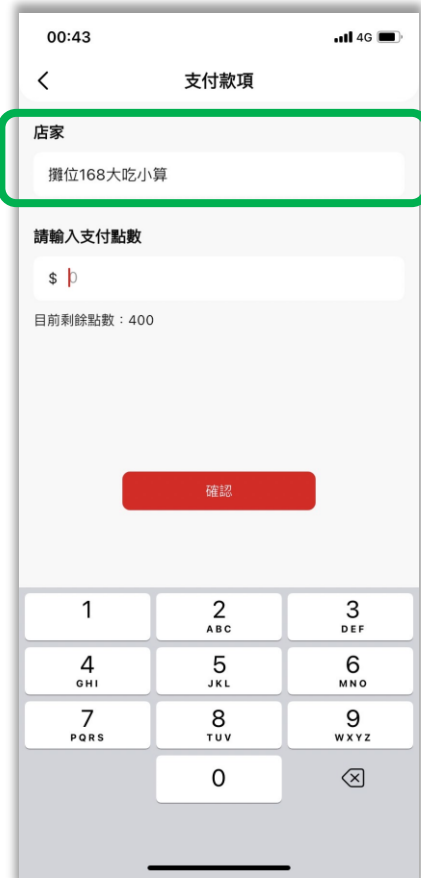 00:43 4G
支付款項
店家
攤位168大吃小算
請輸入支付點數
$ 0
目前剩餘點數：400
確認
1 2 3
ABC DEF
4 5 6
GHI JKL MNO
7 8 9
PQRS TUV WXYZ
0